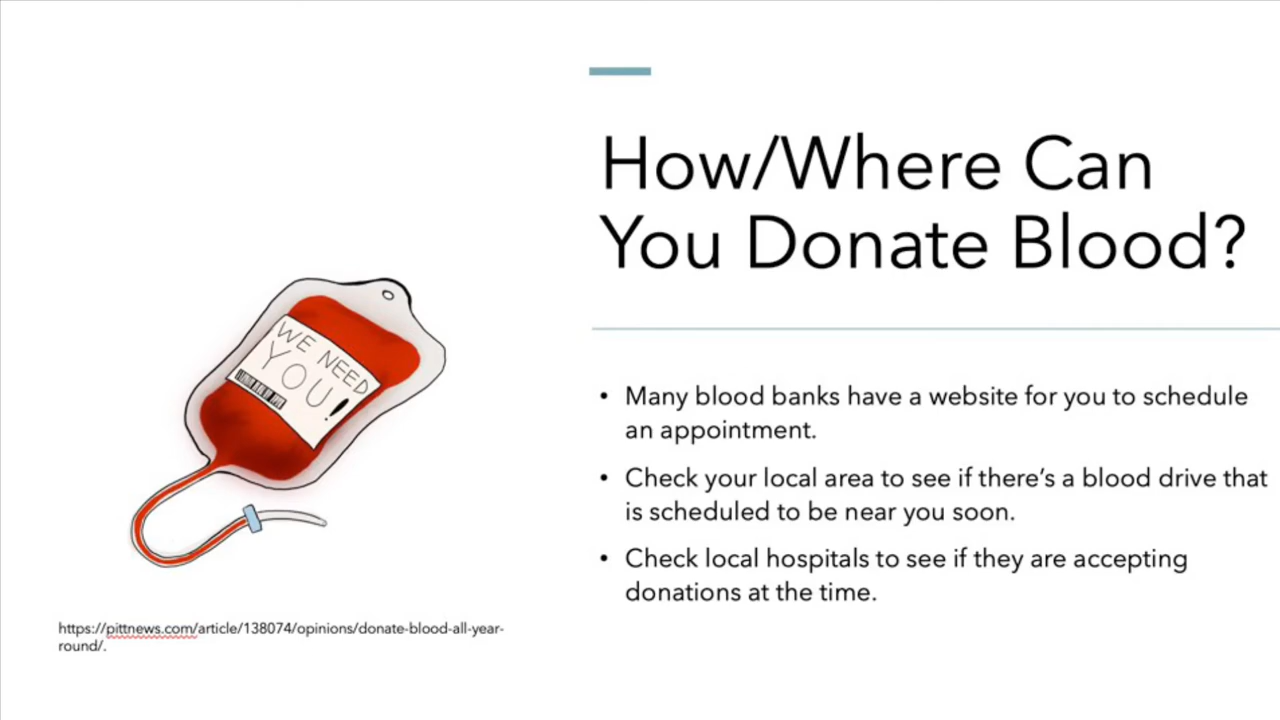 How/Where Can
You Donate Blood?
WE NEED
YOU!
• Many blood banks have a website for you to schedule
an appointment.
• Check your local area to see if there’s a blood drive that
is scheduled to be near you soon.
• Check local hospitals to see if they are accepting
donations at the time.
https://pittnews.com/article/138074/opinions/donate-blood-all-year-
round/.